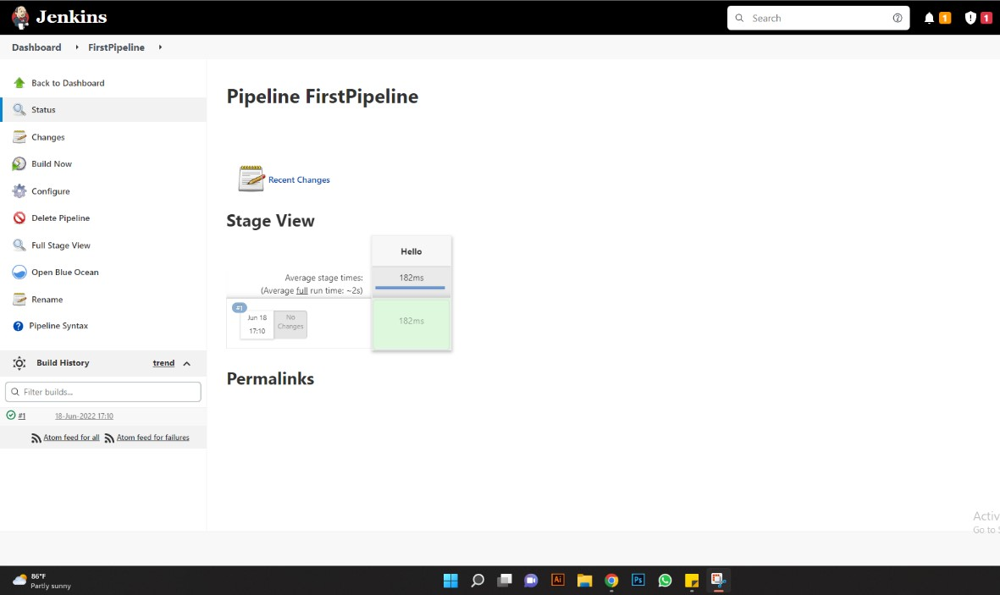 Jenkins
Search
1
1
Dashboard
FirstPipeline
Back to Dashboard
Status
Changes
Build Now
Configure
Delete Pipeline
Full Stage View
Open Blue Ocean
Rename
Pipeline Syntax
Build History
trend
Filter builds...
#1
18-Jun-2022 17:10
Atom feed for all
Atom feed for failures
Pipeline FirstPipeline
Recent Changes
Stage View
Hello
Average stage times:
182ms
(Average full run time: ~2s)
#1
Jun 18
17:10
No
Changes
182ms
Permalinks
Activ
Go to S
86°F
Partly sunny
Ai
Ps